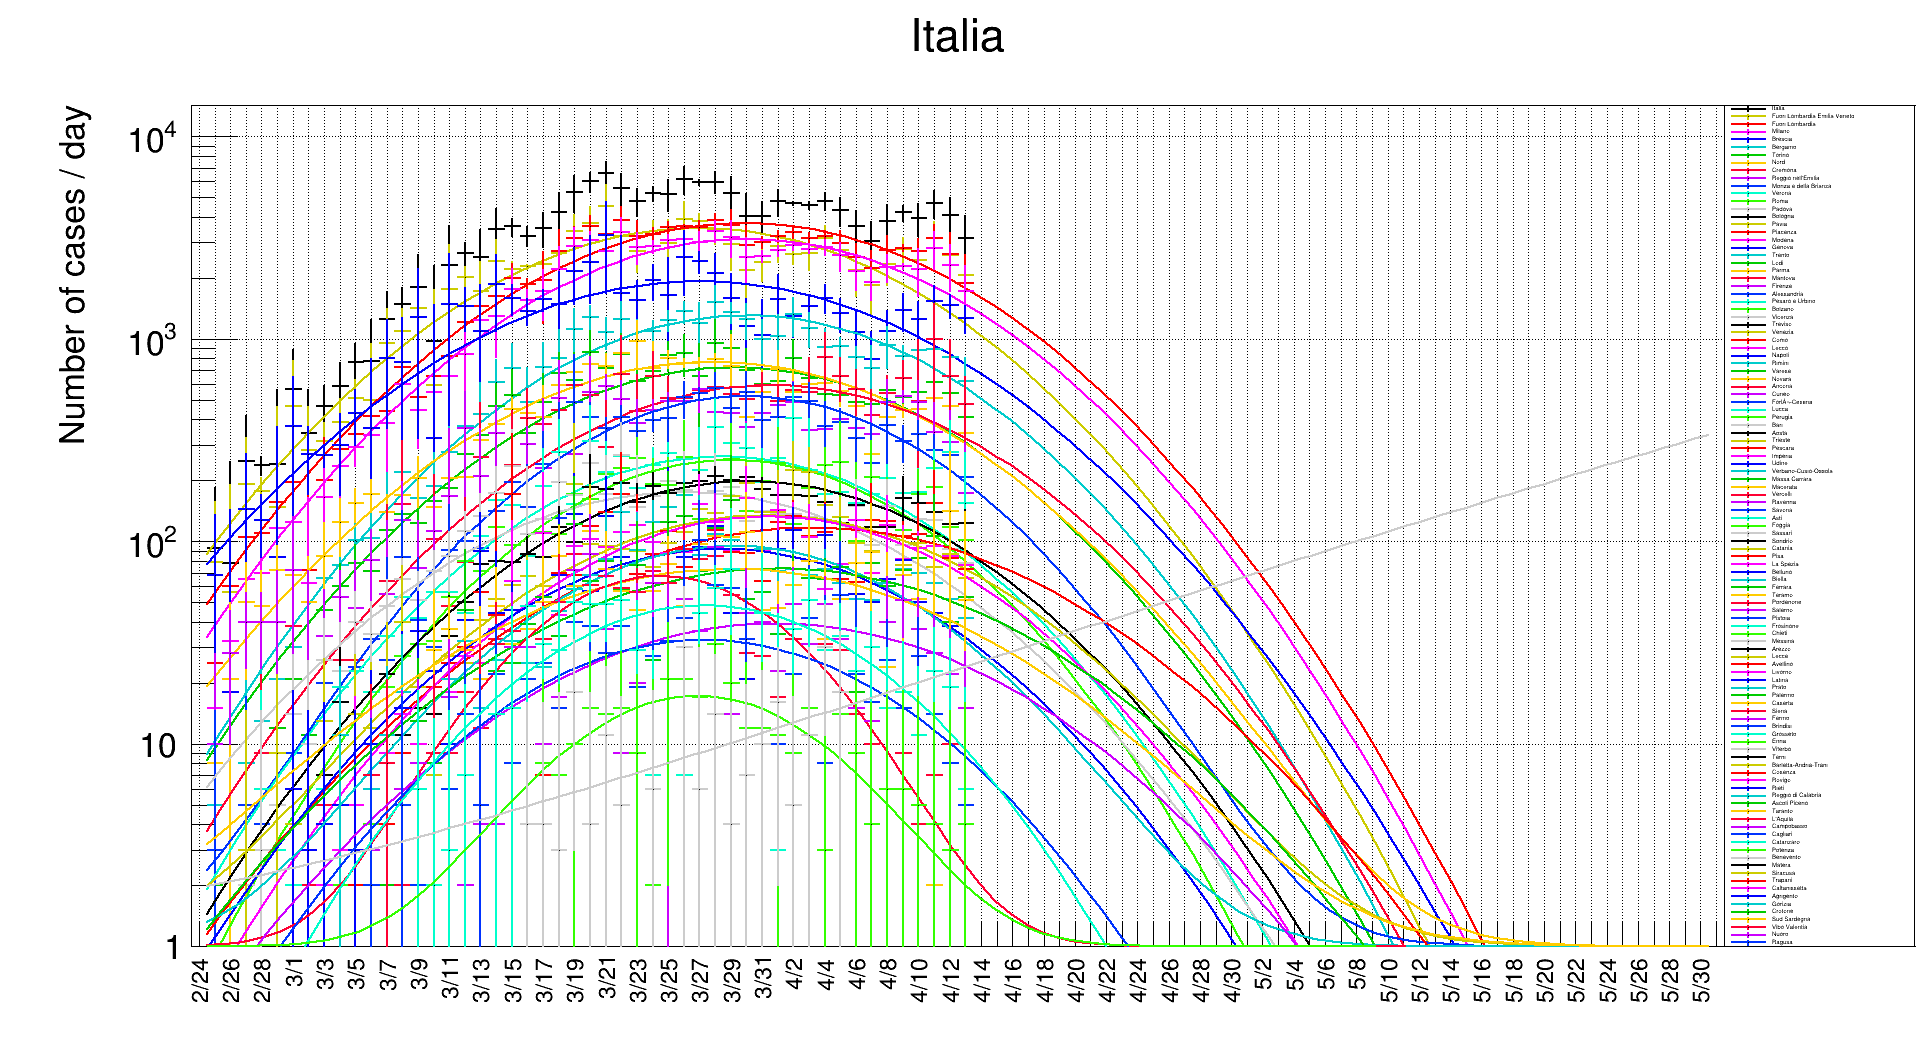 Italia
Number of cases / day
10^4
10^3
10^2
10
1
2/24 2/26 2/28 3/1 3/3 3/5 3/7 3/9 3/11 3/13 3/15 3/17 3/19 3/21 3/23 3/25 3/27 3/29 3/31 4/2 4/4 4/6 4/8 4/10 4/12 4/14 4/16 4/18 4/20 4/22 4/24 4/26 4/28 4/30 5/2 5/4 5/6 5/8 5/10 5/12 5/14 5/16 5/18 5/20 5/22 5/24 5/26 5/28 5/30
Italia
Fuori Lombardia Emilia Veneto
Fuori Lombardia
Milano
Brescia
Bergamo
Torino
Nord
Cremona
Reggio nell'Emilia
Monza e della Brianza
Verona
Roma
Padova
Bologna
Pavia
Piacenza
Modena
Genova
Trento
Lodi
Parma
Mantova
Firenze
Alessandria
Pesaro e Urbino
Bolzano
Vicenza
Treviso
Venezia
Como
Lecco
Napoli
Rimini
Varese
Novara
Ancona
Cuneo
Lucca
Perugia
Bari
Aosta
Trieste
Pescara
Imperia
Udine
Verbano-Cusio-Ossola
Massa Carrara
Macerata
Vercelli
Ravenna
Savona
Asti
Foggia
Sassari
Sondrio
Catania
Pisa
La Spezia
Belluno
Biella
Ferrara
Teramo
Pordenone
Salerno
Pistoia
Frosinone
Chieti
Messina
Arezzo
Lecce
Avellino
Livorno
Latina
Prato
Palermo
Caserta
Siena
Fermo
Brindisi
Grosseto
Enna
Viterbo
Terni
Barletta-Andria-Trani
Cosenza
Rovigo
Rieti
Reggio di Calabria
Ascoli Piceno
Taranto
L'Aquila
Campobasso
Cagliari
Catanzaro
Potenza
Benevento
Matera
Siracusa
Trapani
Caltanissetta
Agrigento
Gorizia
Crotone
Sud Sardegna
Vibo Valentia
Nuoro
Ragusa